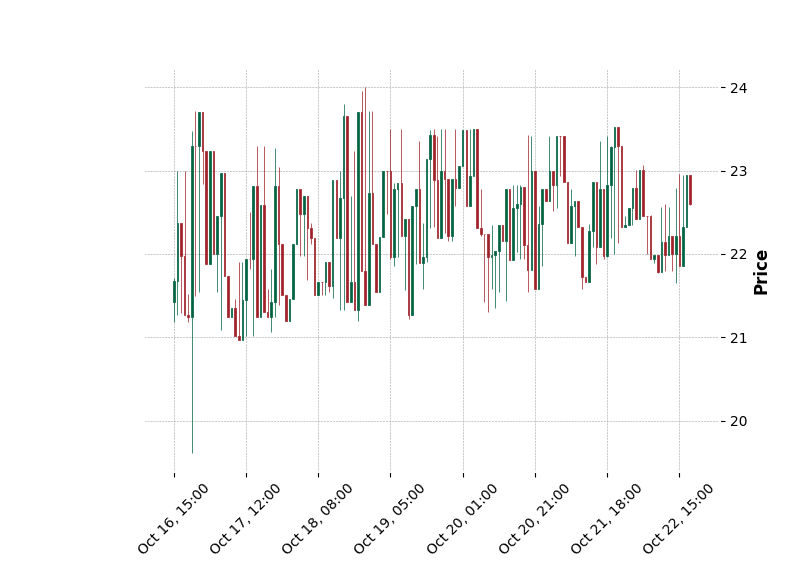 24
23
22
21
20
Price
Oct 16, 15:00
Oct 17, 12:00
Oct 18, 08:00
Oct 19, 05:00
Oct 20, 01:00
Oct 20, 21:00
Oct 21, 18:00
Oct 22, 15:00